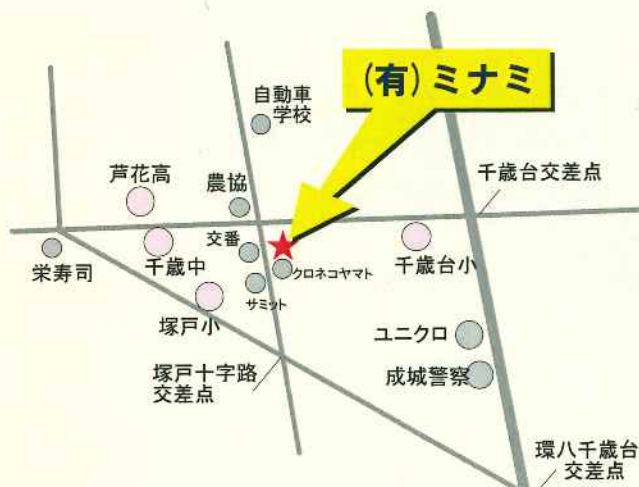 (有)ミナミ
自動車
学校
芦花高
農協
千歳台交差点
交番
栄寿司
千歳中
クロネコヤマト
千歳台小
サミット
塚戸小
ユニクロ
塚戸十字路
交差点
成城警察
環八千歳台
交差点